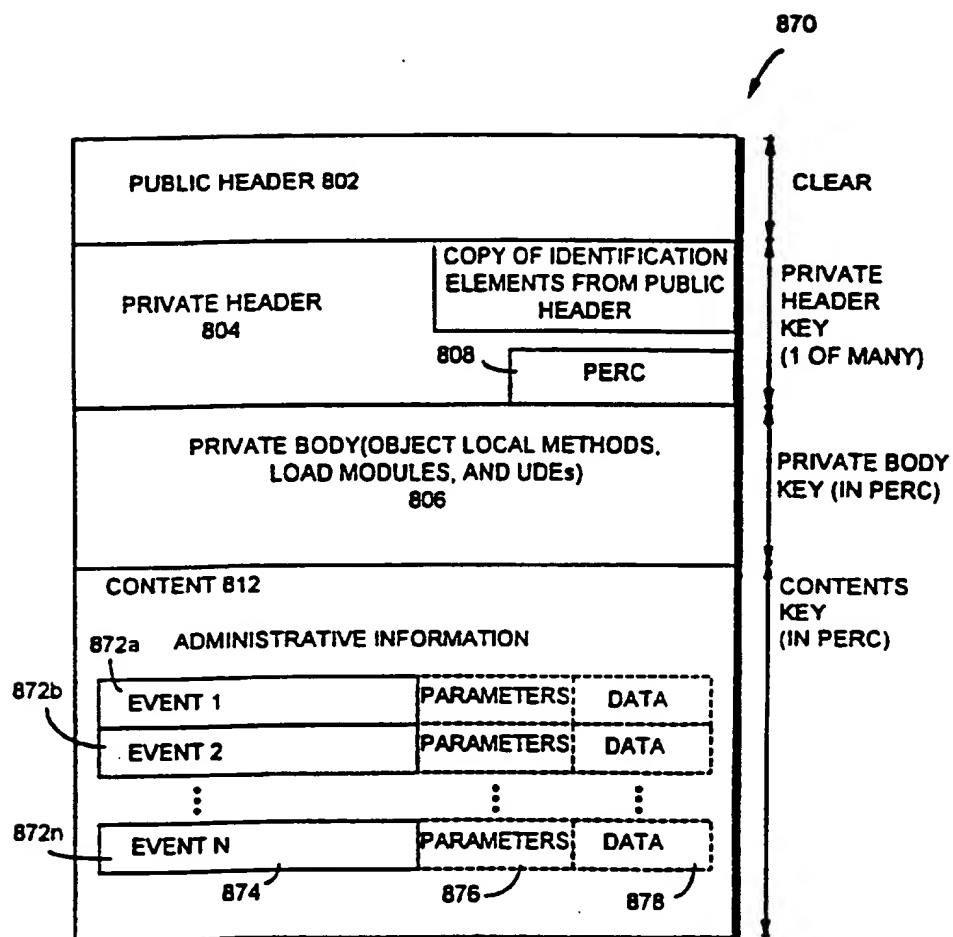 870
PUBLIC HEADER 802
CLEAR
PRIVATE HEADER
804
COPY OF IDENTIFICATION
ELEMENTS FROM PUBLIC
HEADER
808
PERC
PRIVATE
HEADER
KEY
(1 OF MANY)
PRIVATE BODY(OBJECT LOCAL METHODS,
LOAD MODULES, AND UDEs)
806
PRIVATE BODY
KEY (IN PERC)
CONTENT 812
CONTENTS
KEY
(IN PERC)
ADMINISTRATIVE INFORMATION
872a
EVENT 1 PARAMETERS DATA
872b
EVENT 2 PARAMETERS DATA
872n
EVENT N PARAMETERS DATA
874 876 878